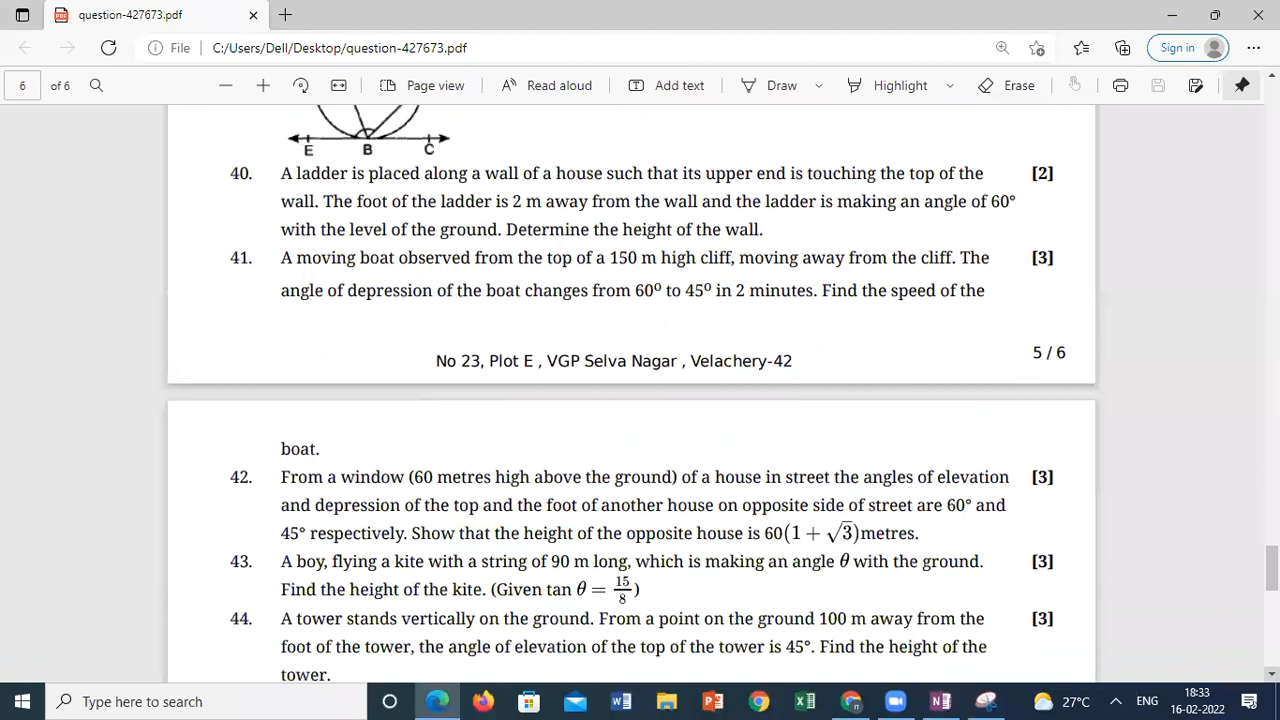 question-427673.pdf
File
C:/Users/Dell/Desktop/question-427673.pdf
Sign in
6 of 6
Page view
Read aloud
Add text
Draw
Highlight
Erase
E B C
40. A ladder is placed along a wall of a house such that its upper end is touching the top of the [2]
wall. The foot of the ladder is 2 m away from the wall and the ladder is making an angle of 60°
with the level of the ground. Determine the height of the wall.
41. A moving boat observed from the top of a 150 m high cliff, moving away from the cliff. The [3]
angle of depression of the boat changes from 60º to 45º in 2 minutes. Find the speed of the
No 23, Plot E , VGP Selva Nagar , Velachery-42
5 / 6
boat.
42. From a window (60 metres high above the ground) of a house in street the angles of elevation [3]
and depression of the top and the foot of another house on opposite side of street are 60° and
45° respectively. Show that the height of the opposite house is 60(1 + √3)metres.
43. A boy, flying a kite with a string of 90 m long, which is making an angle θ with the ground. [3]
Find the height of the kite. (Given tan θ = 15/8)
44. A tower stands vertically on the ground. From a point on the ground 100 m away from the [3]
foot of the tower, the angle of elevation of the top of the tower is 45°. Find the height of the
tower.
Type here to search
27°C
ENG
18:33
16-02-2022